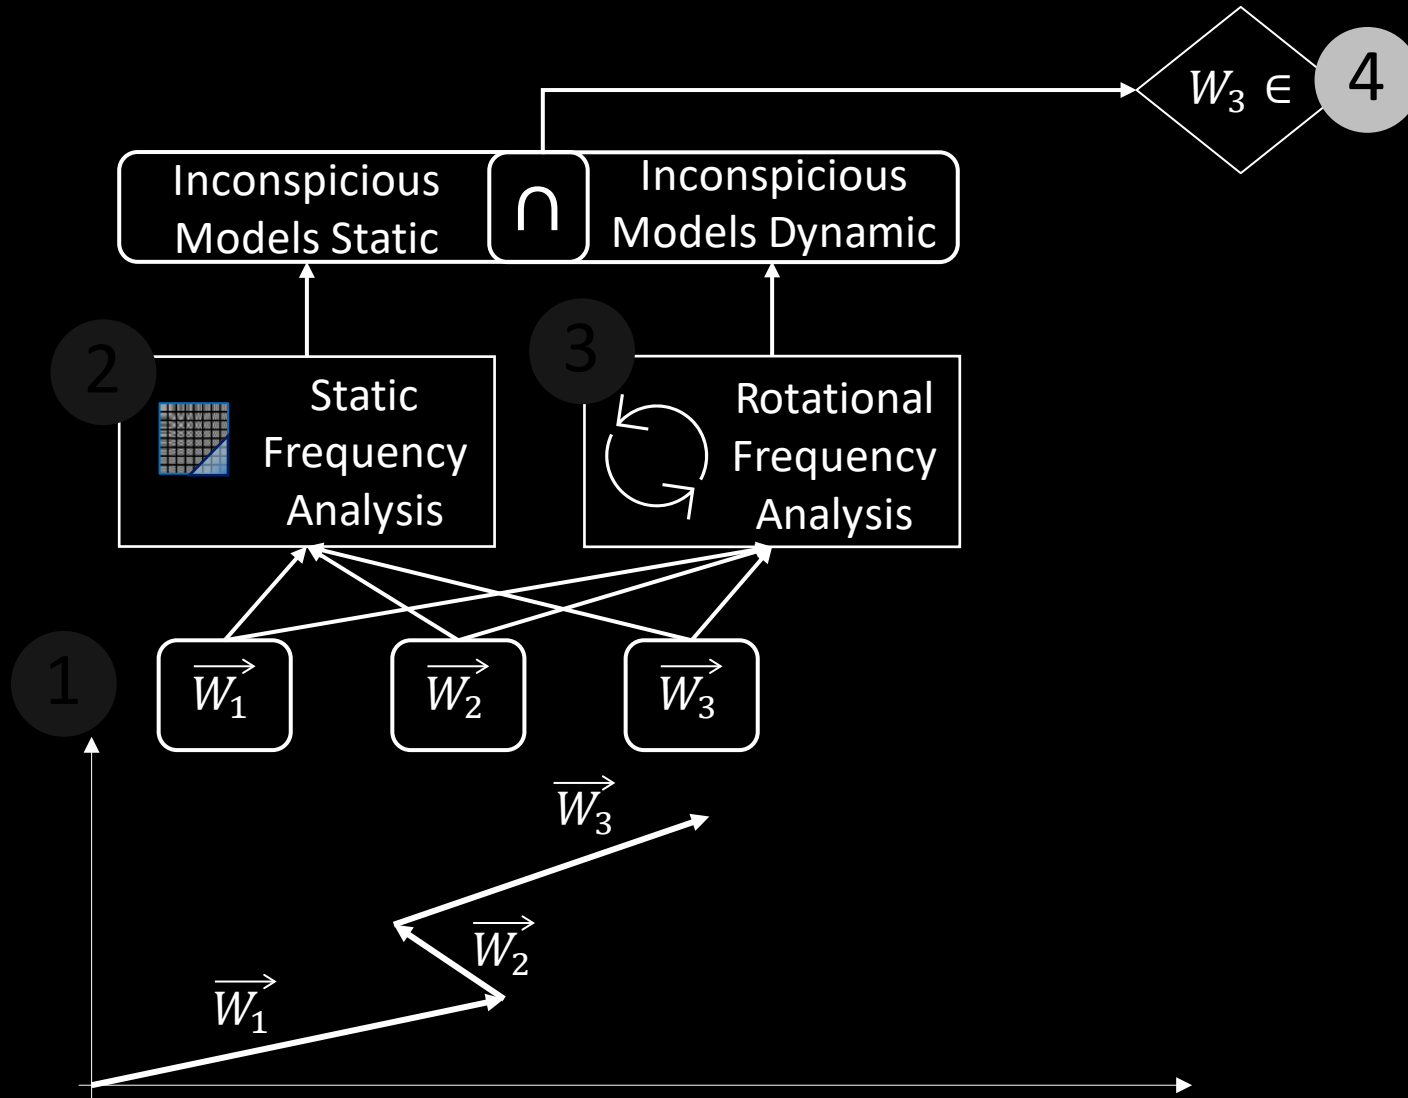 W₃ ∈
4
Inconspicious
Models Static
∩
Inconspicious
Models Dynamic
2
Static
Frequency
Analysis
3
Rotational
Frequency
Analysis
1
W₁
W₂
W₃
W₃
W₂
W₁